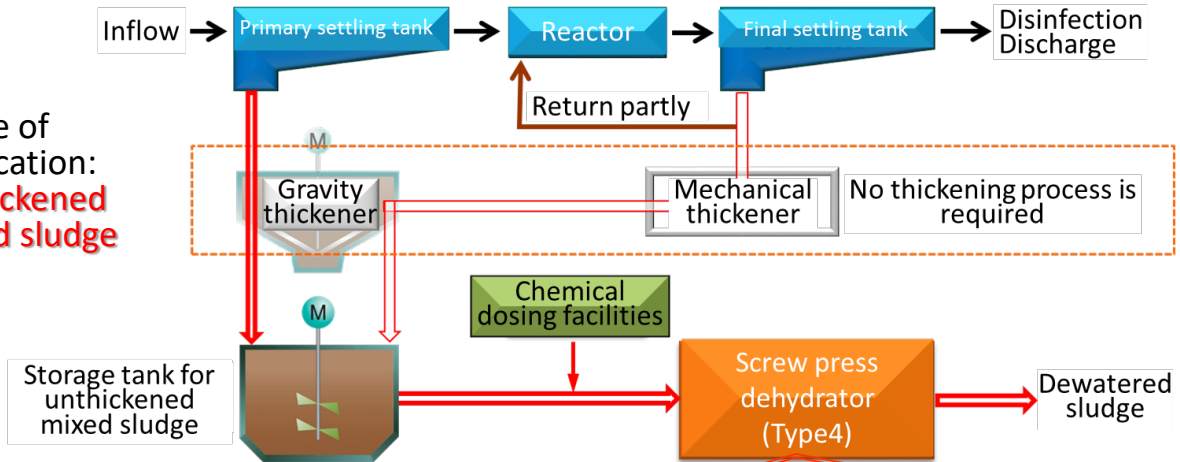 Inflow
Primary settling tank
Reactor
Final settling tank
Disinfection
Discharge
Return partly
of
M
Gravity
thickener
Mechanical
thickener
No thickening process is
required
sludge
Chemical
dosing facilities
M
Storage tank for
unthickened
mixed sludge
Screw press
dehydrator
(Type4)
Dewatered
sludge